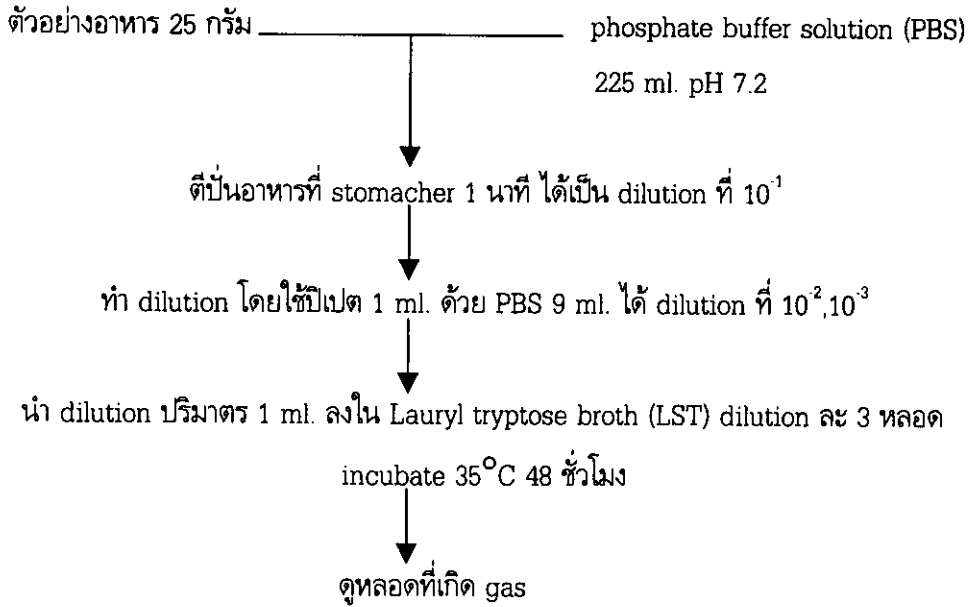 ตัวอย่างอาหาร 25 กรัม phosphate buffer solution (PBS)
225 ml. pH 7.2
ตีปั่นอาหารที่ stomacher 1 นาที ได้เป็น dilution ที่ 10⁻¹
ทำ dilution โดยใช้ปิเปต 1 ml. ด้วย PBS 9 ml. ได้ dilution ที่ 10⁻²,10⁻³
นำ dilution ปริมาตร 1 ml. ลงใน Lauryl tryptose broth (LST) dilution ละ 3 หลอด
incubate 35°C 48 ชั่วโมง
ดูหลอดที่เกิด gas